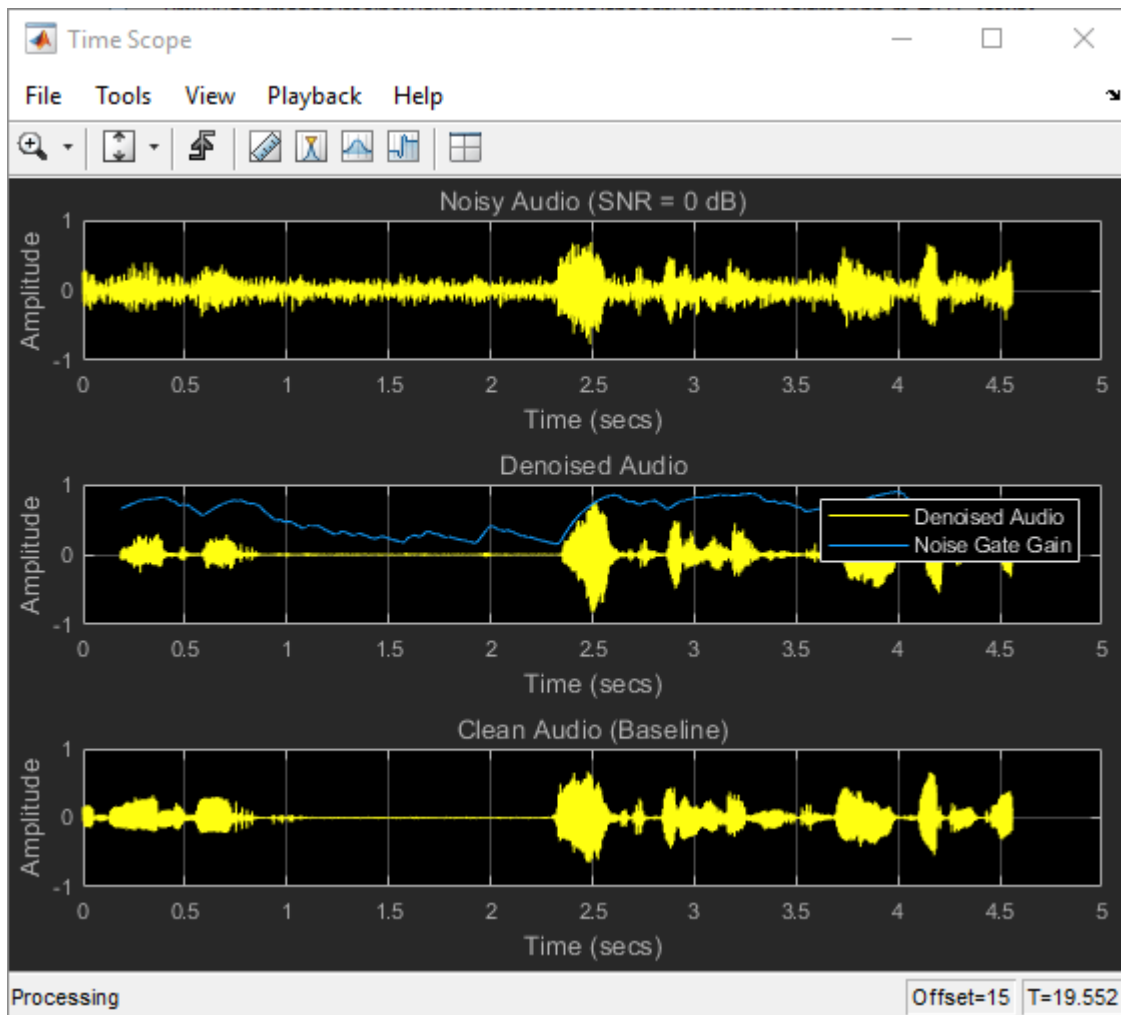 Time Scope
File Tools View Playback Help
Noisy Audio (SNR = 0 dB)
Amplitude
1
0
-1
0 0.5 1 1.5 2 2.5 3 3.5 4 4.5 5
Time (secs)
Denoised Audio
Amplitude
1
0
-1
Denoised Audio
Noise Gate Gain
0 0.5 1 1.5 2 2.5 3 3.5 4 4.5 5
Time (secs)
Clean Audio (Baseline)
Amplitude
1
0
-1
0 0.5 1 1.5 2 2.5 3 3.5 4 4.5 5
Time (secs)
Processing Offset=15 T=19.552